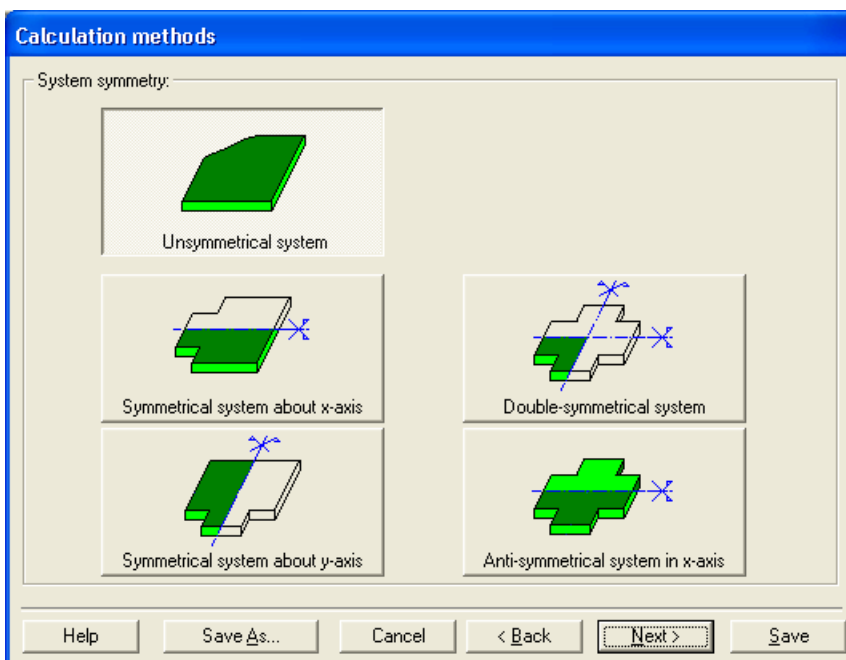 Calculation methods
System symmetry:
Unsymmetrical system
Symmetrical system about x-axis
Double-symmetrical system
Symmetrical system about y-axis
Anti-symmetrical system in x-axis
Help
Save As...
Cancel
< Back
Next >
Save